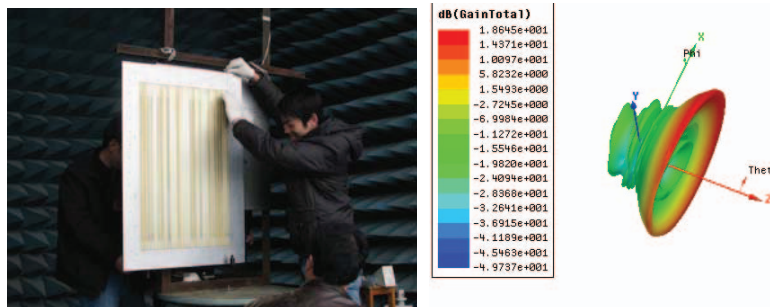 dB(GainTotal)
1.8645e+001
1.4371e+001
1.0097e+001
5.8232e+000
1.5493e+000
-2.7245e+000
-6.9984e+000
-1.1272e+001
-1.5546e+001
-1.9820e+001
-2.4094e+001
-2.8368e+001
-3.2641e+001
-3.6915e+001
-4.1189e+001
-4.5463e+001
-4.9737e+001
X
Phi
Y
Thet
Z